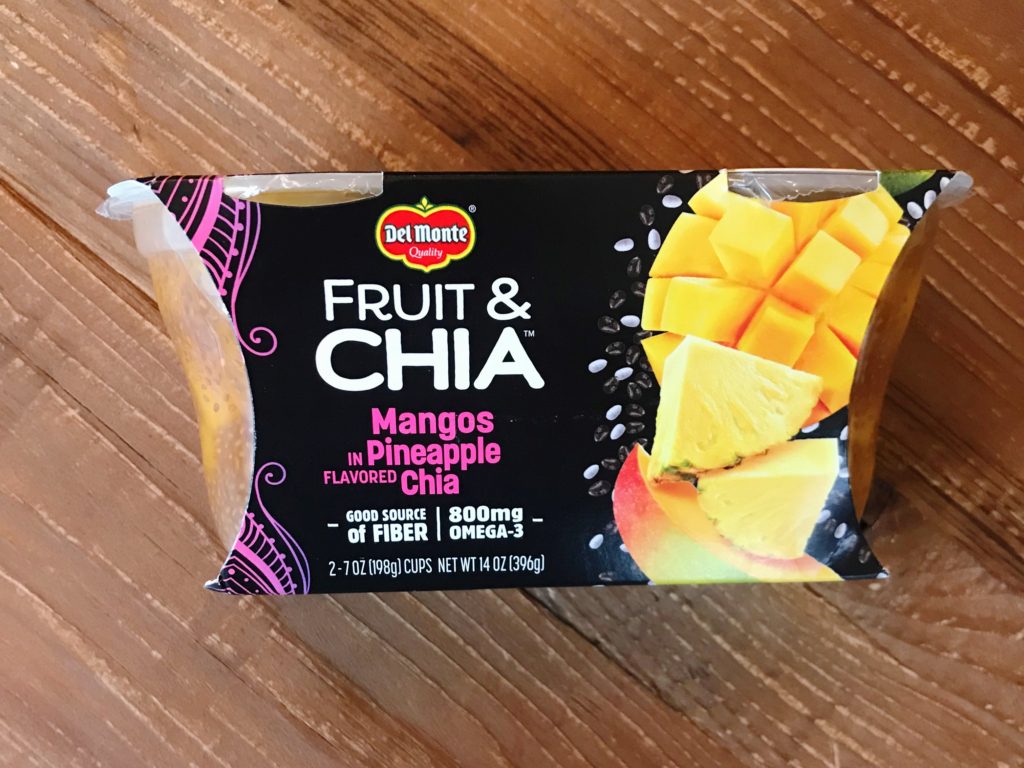 Del Monte®
Quality
FRUIT &
CHIA™
Mangos
IN Pineapple
FLAVORED Chia
GOOD SOURCE
of FIBER
800mg
OMEGA-3
2-7 OZ (198g) CUPS NET WT 14 OZ (396g)